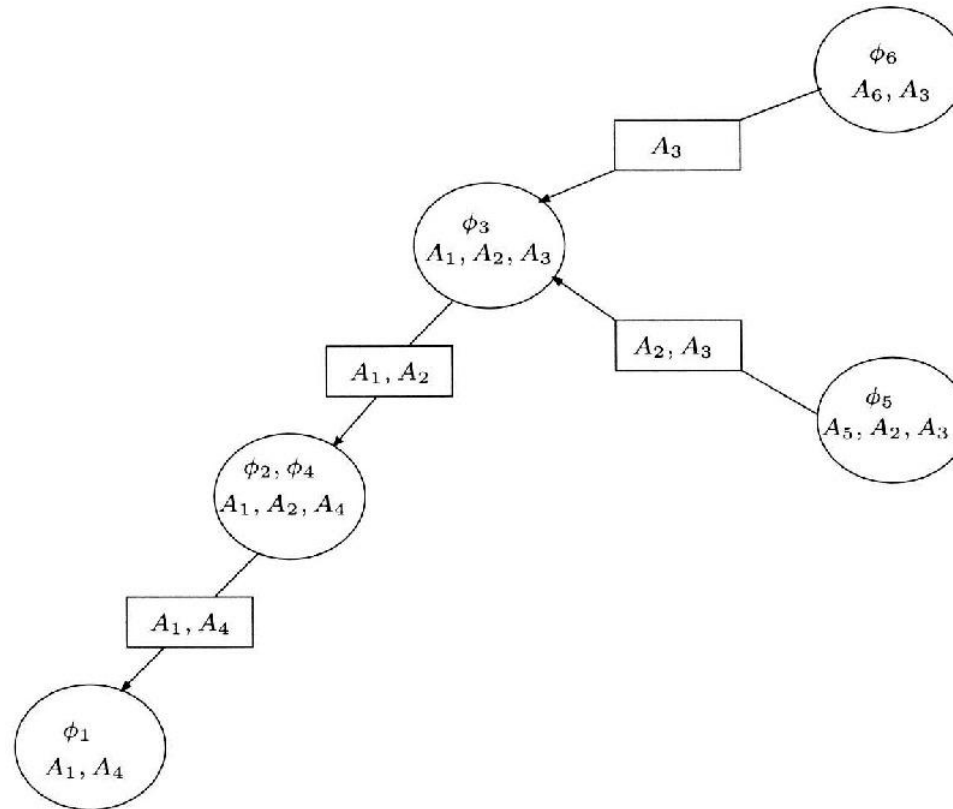 ϕ₆
A₆, A₃
A₃
ϕ₃
A₁, A₂, A₃
A₂, A₃
A₁, A₂
ϕ₅
A₅, A₂, A₃
ϕ₂, ϕ₄
A₁, A₂, A₄
A₁, A₄
ϕ₁
A₁, A₄